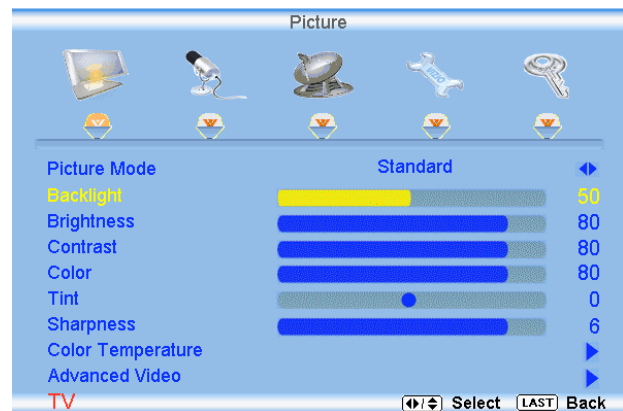 Picture
VIZIO
Picture Mode Standard
Backlight 50
Brightness 80
Contrast 80
Color 80
Tint 0
Sharpness 6
Color Temperature
Advanced Video
TV Select LAST Back